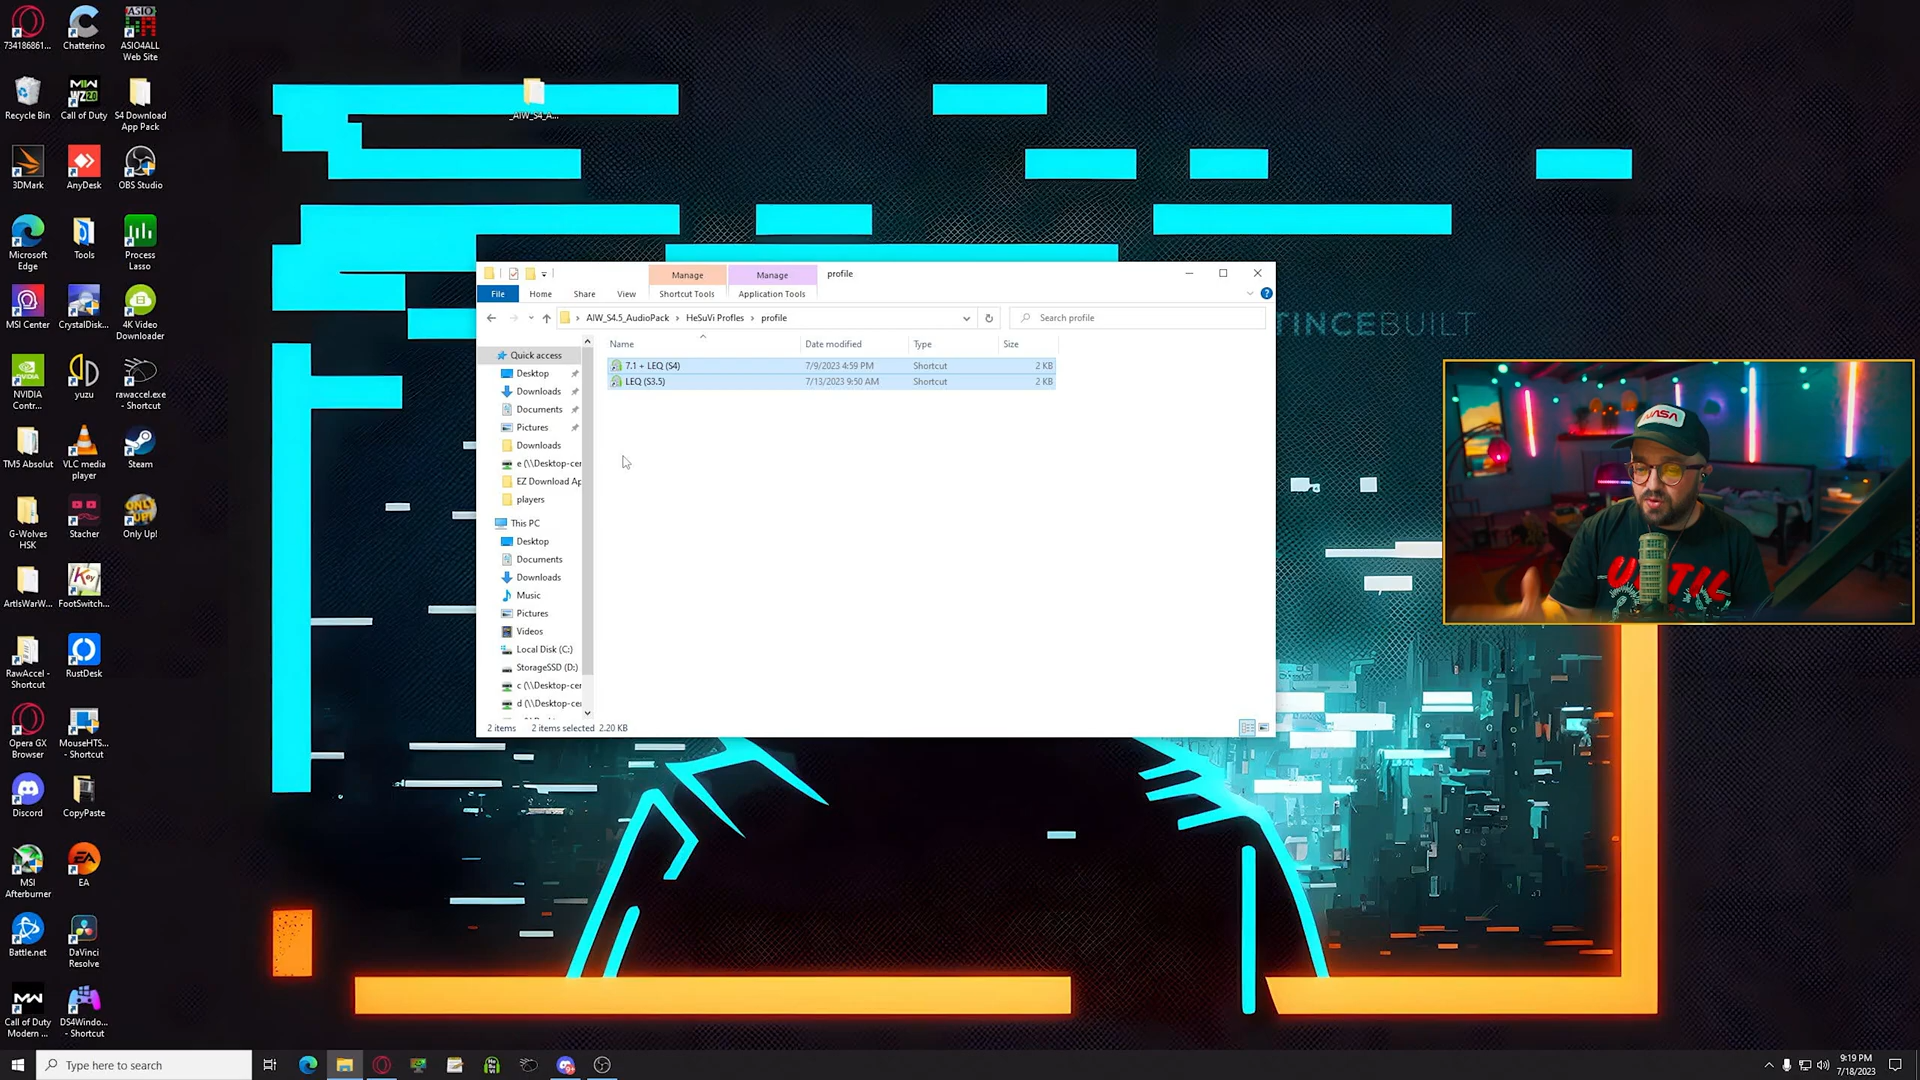 734186861...
Chatterino
ASIO4ALL Web Site
Recycle Bin
Call of Duty
S4 Download App Pack
3DMark
AnyDesk
OBS Studio
Microsoft Edge
Tools
Process Lasso
MSI Center
CrystalDisk...
4K Video Downloader
NVIDIA Contr...
yuzu
rawaccel.exe - Shortcut
TM5 Absolut
VLC media player
Steam
G-Wolves HSK
Stacher
Only Up!
ArtIsWarW...
FootSwitch...
RawAccel - Shortcut
RustDesk
Opera GX Browser
MouseHTS... - Shortcut
Discord
CopyPaste
MSI Afterburner
EA
Battle.net
DaVinci Resolve
Call of Duty Modern ...
DS4Windo... - Shortcut
_AIW_S4_A...
Manage
Manage
profile
File
Home
Share
View
Shortcut Tools
Application Tools
AIW_S4.5_AudioPack
HeSuVi Profles
profile
Search profile
Name
Date modified
Type
Size
7.1 + LEQ (S4)
7/9/2023 4:59 PM
Shortcut
2 KB
LEQ (S3.5)
7/13/2023 9:50 AM
Shortcut
2 KB
Quick access
Desktop
Downloads
Documents
Pictures
Downloads
e (\\Desktop-cer
EZ Download Ap
players
This PC
Desktop
Documents
Downloads
Music
Pictures
Videos
Local Disk (C:)
StorageSSD (D:)
c (\\Desktop-cer
d (\\Desktop-cer
2 items
2 items selected
2.20 KB
TINCEBUILT
NASA
Type here to search
9:19 PM
7/18/2023